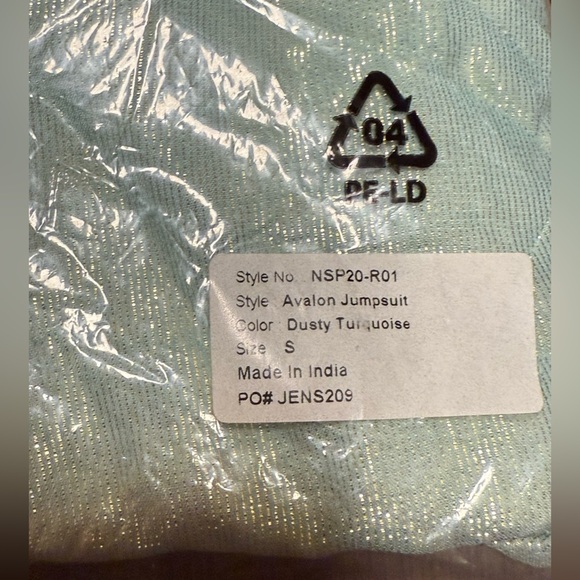 04
PE-LD
Style No. NSP20-R01
Style Avalon Jumpsuit
Color Dusty Turquoise
Size S
Made In India
PO# JENS209